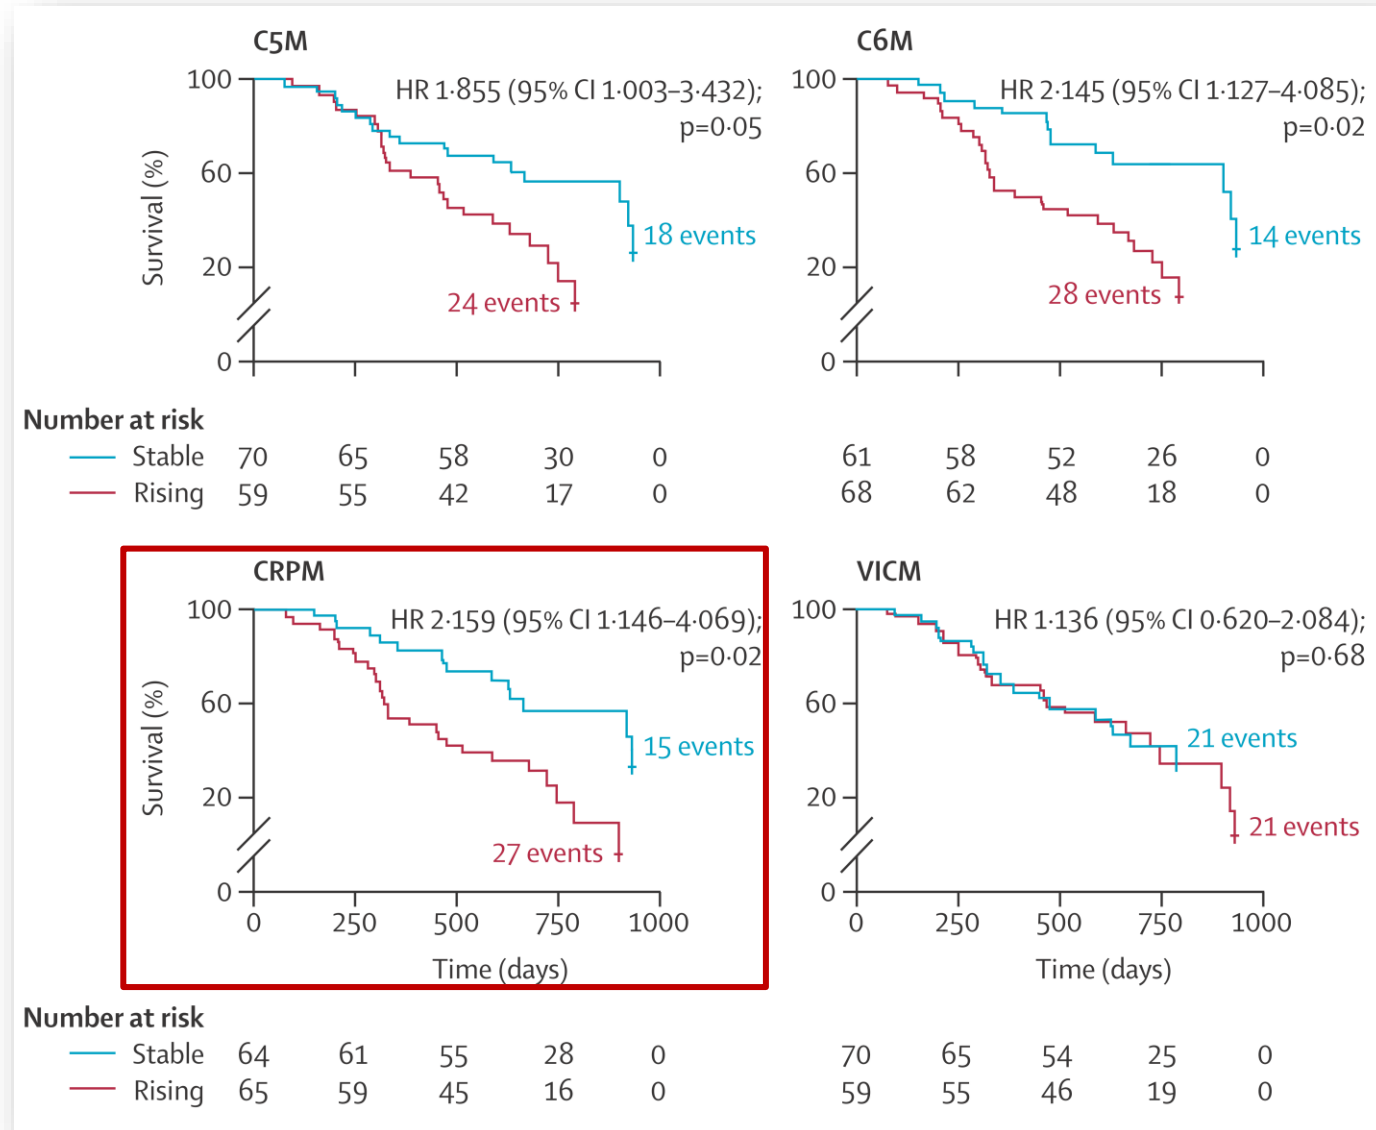 C5M
HR 1·855 (95% CI 1·003–3·432);
p=0·05
100
60
20
0
Survival (%)
18 events
24 events
C6M
HR 2·145 (95% CI 1·127–4·085);
p=0·02
100
60
20
0
14 events
28 events
Number at risk
Stable 70 65 58 30 0
Rising 59 55 42 17 0
61 58 52 26 0
68 62 48 18 0
CRPM
HR 2·159 (95% CI 1·146–4·069);
p=0·02
100
60
20
0
Survival (%)
15 events
27 events
0 250 500 750 1000
Time (days)
VICM
HR 1·136 (95% CI 0·620–2·084);
p=0·68
100
60
20
0
21 events
21 events
0 250 500 750 1000
Time (days)
Number at risk
Stable 64 61 55 28 0
Rising 65 59 45 16 0
70 65 54 25 0
59 55 46 19 0